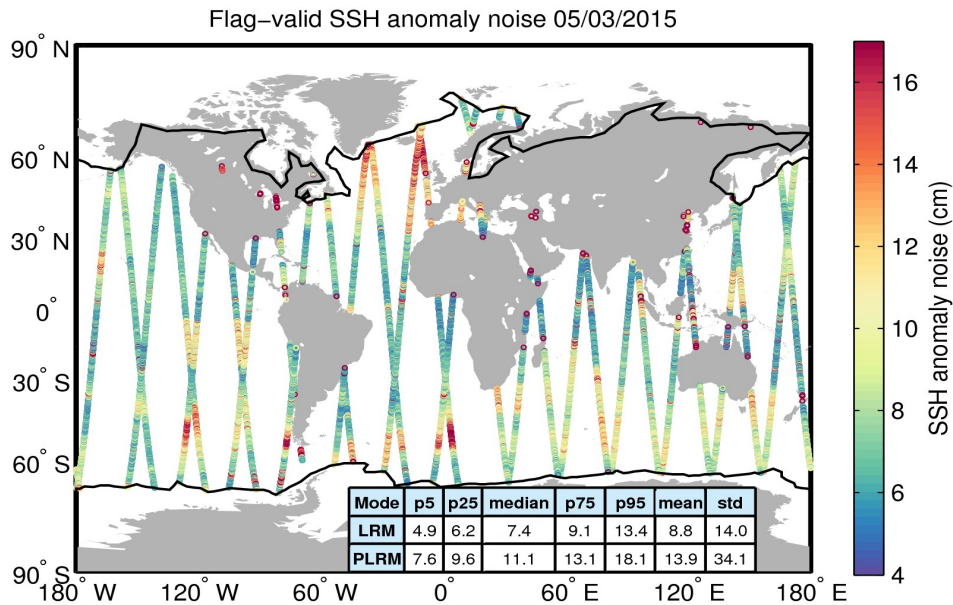 Flag−valid SSH anomaly noise 05/03/2015
90° N
60° N
30° N
0°
30° S
60° S
90° S
180° W
120° W
60° W
0°
60° E
120° E
180° E
16
14
12
10
8
6
4
SSH anomaly noise (cm)
Mode p5 p25 median p75 p95 mean std
LRM 4.9 6.2 7.4 9.1 13.4 8.8 14.0
PLRM 7.6 9.6 11.1 13.1 18.1 13.9 34.1